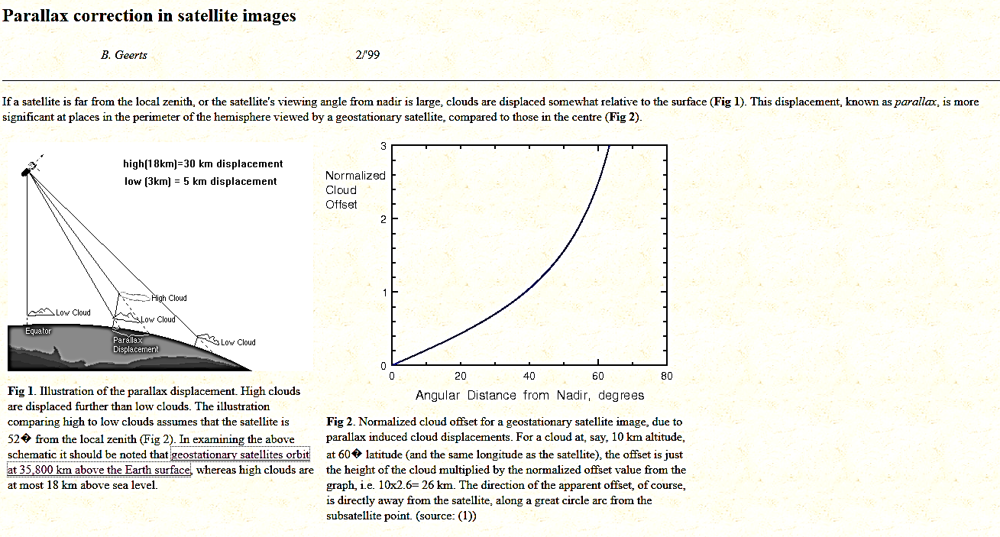 Parallax correction in satellite images
B. Geerts 2/'99
If a satellite is far from the local zenith, or the satellite's viewing angle from nadir is large, clouds are displaced somewhat relative to the surface (Fig 1). This displacement, known as parallax, is more
significant at places in the perimeter of the hemisphere viewed by a geostationary satellite, compared to those in the centre (Fig 2).
high(18km)=30 km displacement
low (3km) = 5 km displacement
High Cloud
Low Cloud
Low Cloud
Equator
Parallax
Displacement
Low Cloud
Fig 1. Illustration of the parallax displacement. High clouds
are displaced further than low clouds. The illustration
comparing high to low clouds assumes that the satellite is
52� from the local zenith (Fig 2). In examining the above
schematic it should be noted that geostationary satellites orbit
at 35,800 km above the Earth surface, whereas high clouds are
at most 18 km above sea level.
3
Normalized
Cloud
Offset
2
1
0
0 20 40 60 80
Angular Distance from Nadir, degrees
Fig 2. Normalized cloud offset for a geostationary satellite image, due to
parallax induced cloud displacements. For a cloud at, say, 10 km altitude,
at 60� latitude (and the same longitude as the satellite), the offset is just
the height of the cloud multiplied by the normalized offset value from the
graph, i.e. 10x2.6= 26 km. The direction of the apparent offset, of course,
is directly away from the satellite, along a great circle arc from the
subsatellite point. (source: (1))